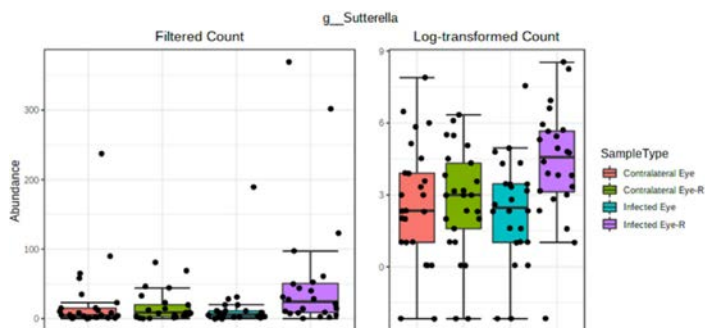 g__Sutterella
Filtered Count
Log-transformed Count
Abundance
300
200
100
0
9
6
3
0
SampleType
Contralateral Eye
Contralateral Eye-R
Infected Eye
Infected Eye-R